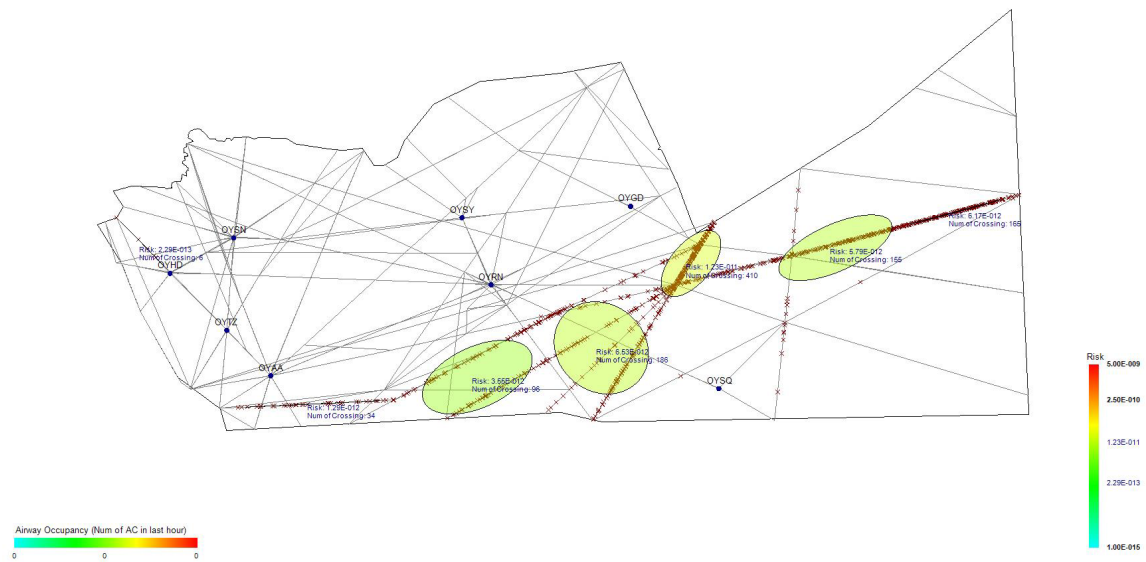 OYGD
OYSY
OYSN
Risk: 6.17E-012
Num of Crossing: 165
Risk: 2.29E-013
Num of Crossing: 6
OYHD
Risk: 5.79E-012
Num of Crossing: 155
Risk: 1.23E-011
Num of Crossing: 410
OYRN
OYTZ
Risk: 6.53E-012
Num of Crossing: 186
OYAA
Risk: 3.55E-012
Num of Crossing: 96
OYSQ
Risk: 1.29E-012
Num of Crossing: 34
Risk
5.00E-009
2.50E-010
1.23E-011
2.29E-013
1.00E-015
Airway Occupancy (Num of AC in last hour)
0 0 0